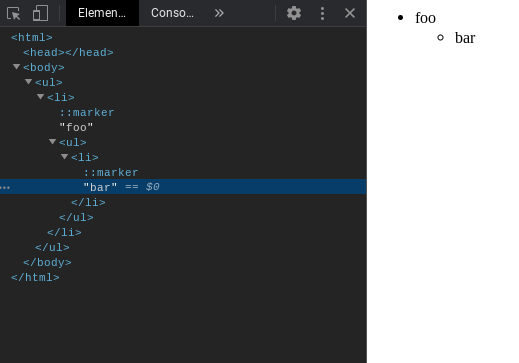 Elemen... Conso... »
<html>
<head></head>
<body>
<ul>
<li>
::marker
"foo"
<ul>
<li>
::marker
"bar" == $0
</li>
</ul>
</li>
</ul>
</body>
</html>
foo
bar